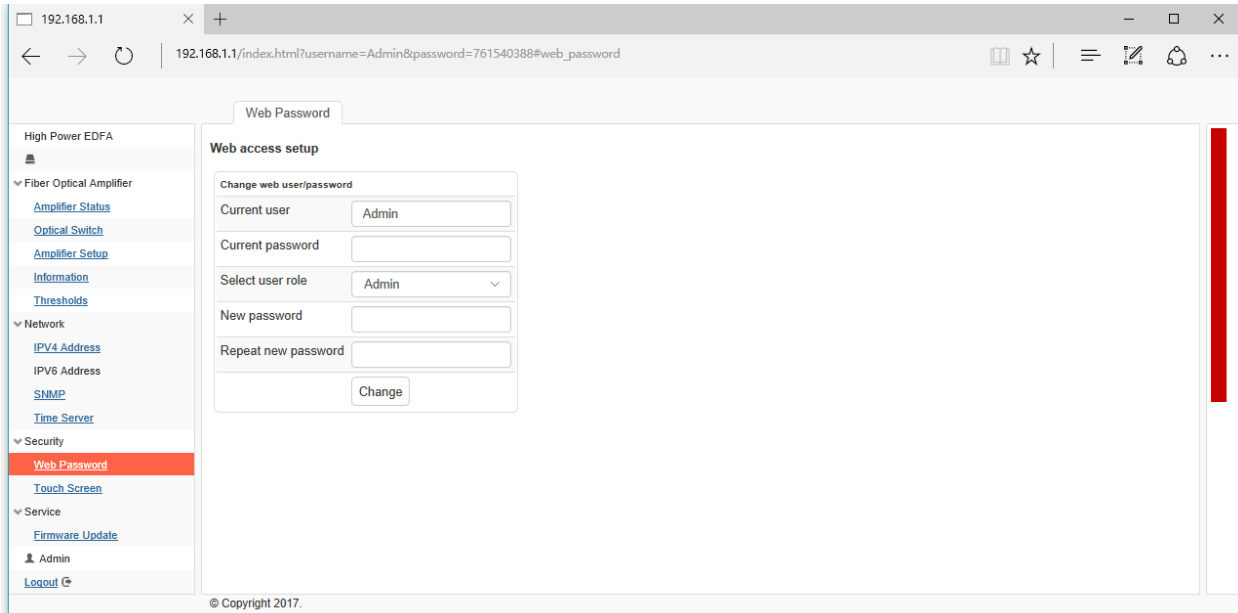 192.168.1.1
192.168.1.1/index.html?username=Admin&password=761540388#web_password
Web Password
High Power EDFA
Fiber Optical Amplifier
Amplifier Status
Optical Switch
Amplifier Setup
Information
Thresholds
Network
IPV4 Address
IPV6 Address
SNMP
Time Server
Security
Web Password
Touch Screen
Service
Firmware Update
Admin
Logout
Web access setup
Change web user/password
Current user Admin
Current password
Select user role Admin
New password
Repeat new password
Change
© Copyright 2017.